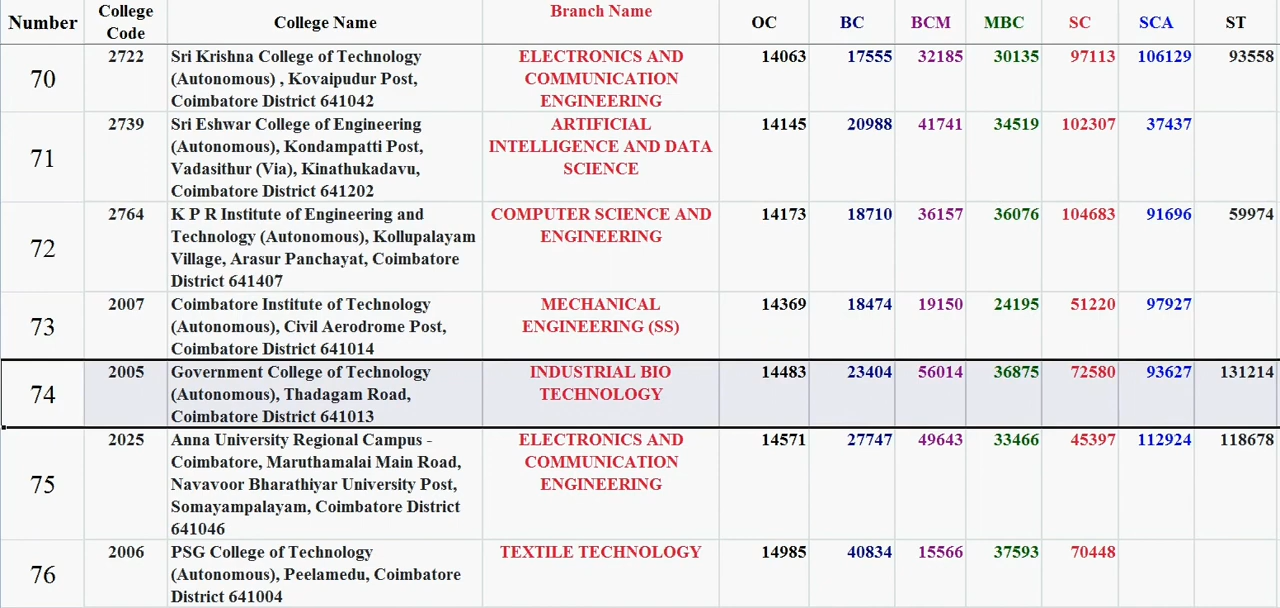 Number College Code College Name Branch Name OC BC BCM MBC SC SCA ST
70 2722 Sri Krishna College of Technology ELECTRONICS AND 14063 17555 32185 30135 97113 106129 93558
(Autonomous) , Kovaipudur Post, COMMUNICATION
Coimbatore District 641042 ENGINEERING
71 2739 Sri Eshwar College of Engineering ARTIFICIAL 14145 20988 41741 34519 102307 37437
(Autonomous), Kondampatti Post, INTELLIGENCE AND DATA
Vadasithur (Via), Kinathukadavu, SCIENCE
Coimbatore District 641202
72 2764 K P R Institute of Engineering and COMPUTER SCIENCE AND 14173 18710 36157 36076 104683 91696 59974
Technology (Autonomous), Kollupalayam ENGINEERING
Village, Arasur Panchayat, Coimbatore
District 641407
73 2007 Coimbatore Institute of Technology MECHANICAL 14369 18474 19150 24195 51220 97927
(Autonomous), Civil Aerodrome Post, ENGINEERING (SS)
Coimbatore District 641014
74 2005 Government College of Technology INDUSTRIAL BIO 14483 23404 56014 36875 72580 93627 131214
(Autonomous), Thadagam Road, TECHNOLOGY
Coimbatore District 641013
75 2025 Anna University Regional Campus - ELECTRONICS AND 14571 27747 49643 33466 45397 112924 118678
Coimbatore, Maruthamalai Main Road, COMMUNICATION
Navavoor Bharathiyar University Post, ENGINEERING
Somayampalayam, Coimbatore District
641046
76 2006 PSG College of Technology TEXTILE TECHNOLOGY 14985 40834 15566 37593 70448
(Autonomous), Peelamedu, Coimbatore
District 641004